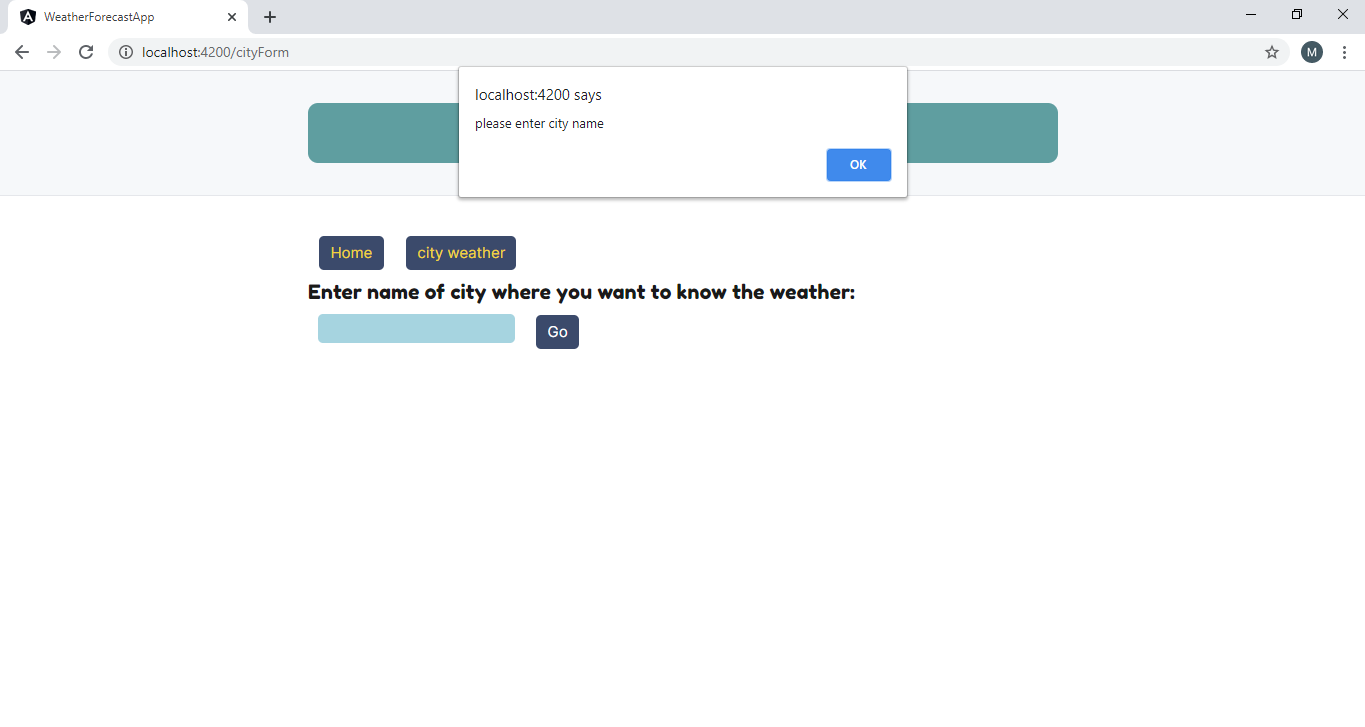 WeatherForecastApp
localhost:4200/cityForm
M
localhost:4200 says
please enter city name
OK
Home city weather
Enter name of city where you want to know the weather:
Go